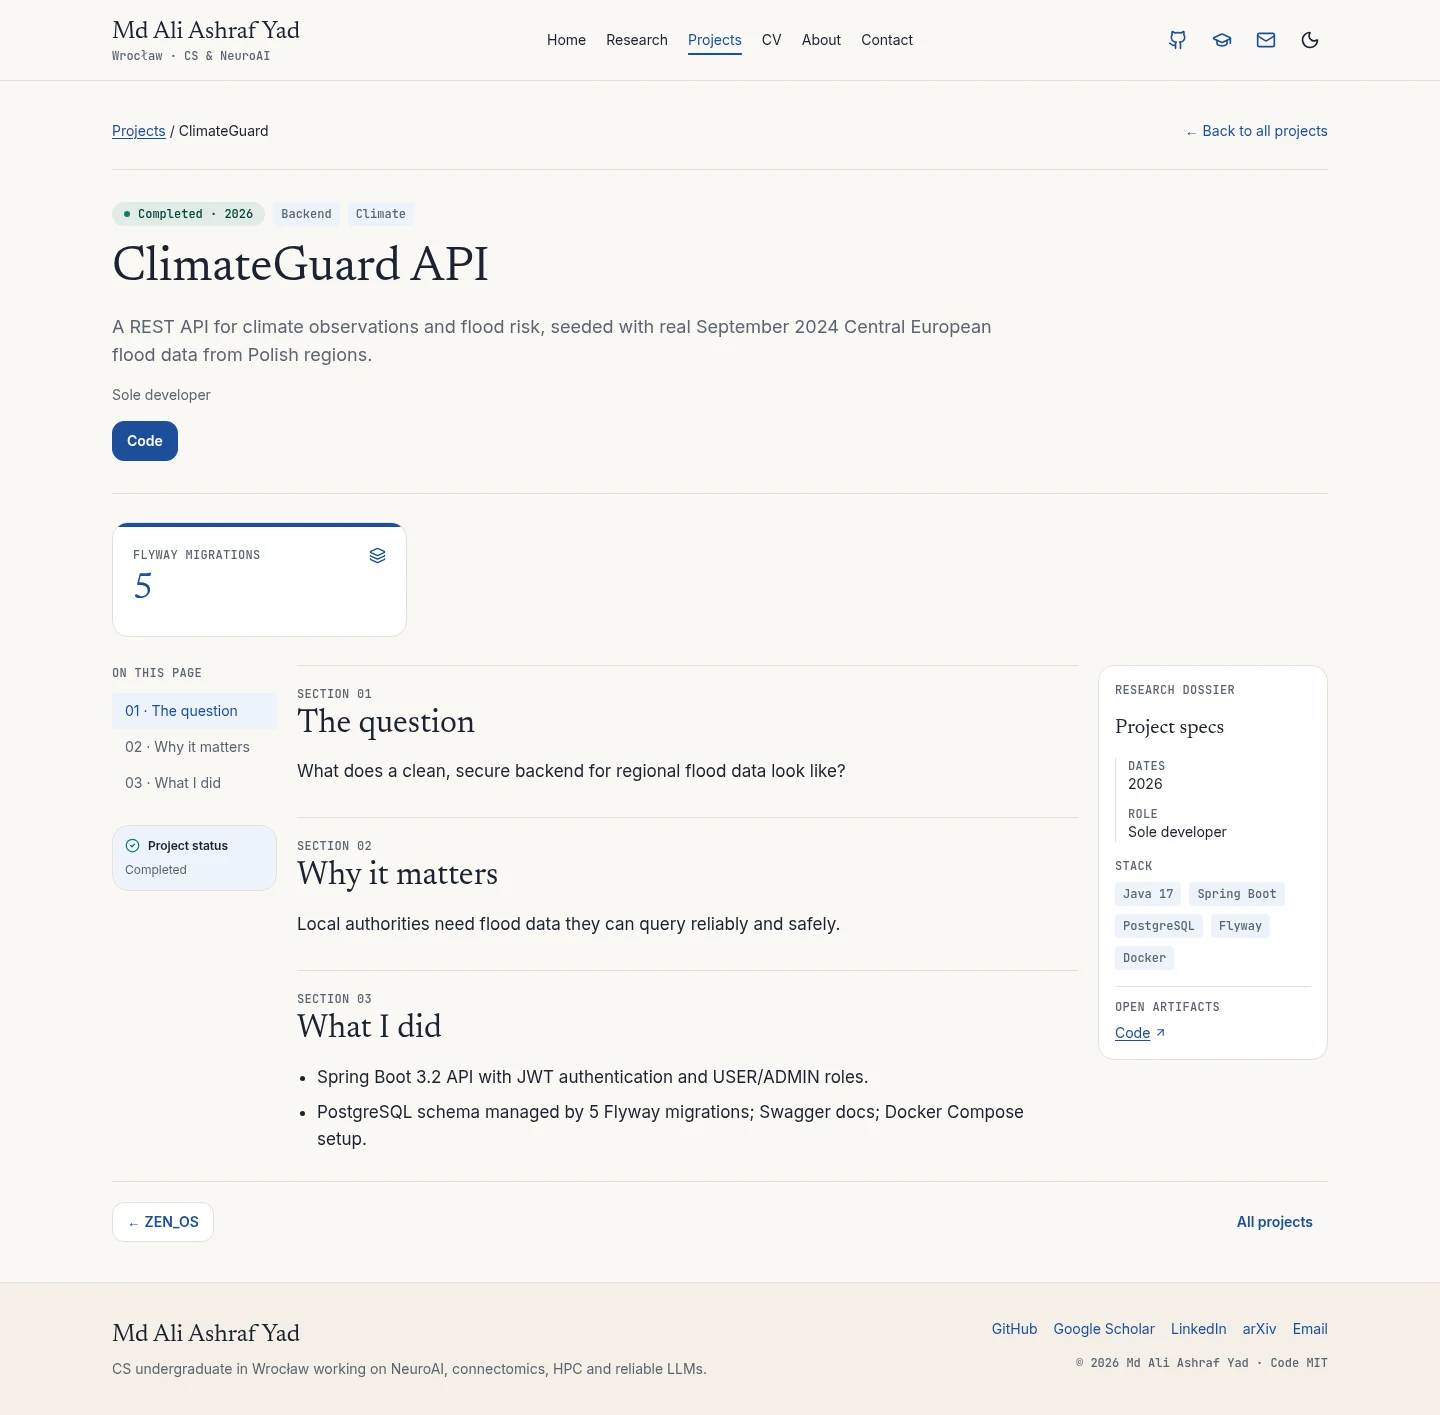 Md Ali Ashraf Yad
Wrocław · CS & NeuroAI
Home
Research
Projects
CV
About
Contact
Projects / ClimateGuard
← Back to all projects
Completed · 2026
Backend
Climate
ClimateGuard API
A REST API for climate observations and flood risk, seeded with real September 2024 Central European
flood data from Polish regions.
Sole developer
Code
FLYWAY MIGRATIONS
5
ON THIS PAGE
01 · The question
02 · Why it matters
03 · What I did
Project status
Completed
SECTION 01
The question
What does a clean, secure backend for regional flood data look like?
SECTION 02
Why it matters
Local authorities need flood data they can query reliably and safely.
SECTION 03
What I did
• Spring Boot 3.2 API with JWT authentication and USER/ADMIN roles.
• PostgreSQL schema managed by 5 Flyway migrations; Swagger docs; Docker Compose
setup.
RESEARCH DOSSIER
Project specs
DATES
2026
ROLE
Sole developer
STACK
Java 17
Spring Boot
PostgreSQL
Flyway
Docker
OPEN ARTIFACTS
Code ↗
← ZEN_OS
All projects
Md Ali Ashraf Yad
CS undergraduate in Wrocław working on NeuroAI, connectomics, HPC and reliable LLMs.
GitHub
Google Scholar
LinkedIn
arXiv
Email
© 2026 Md Ali Ashraf Yad · Code MIT